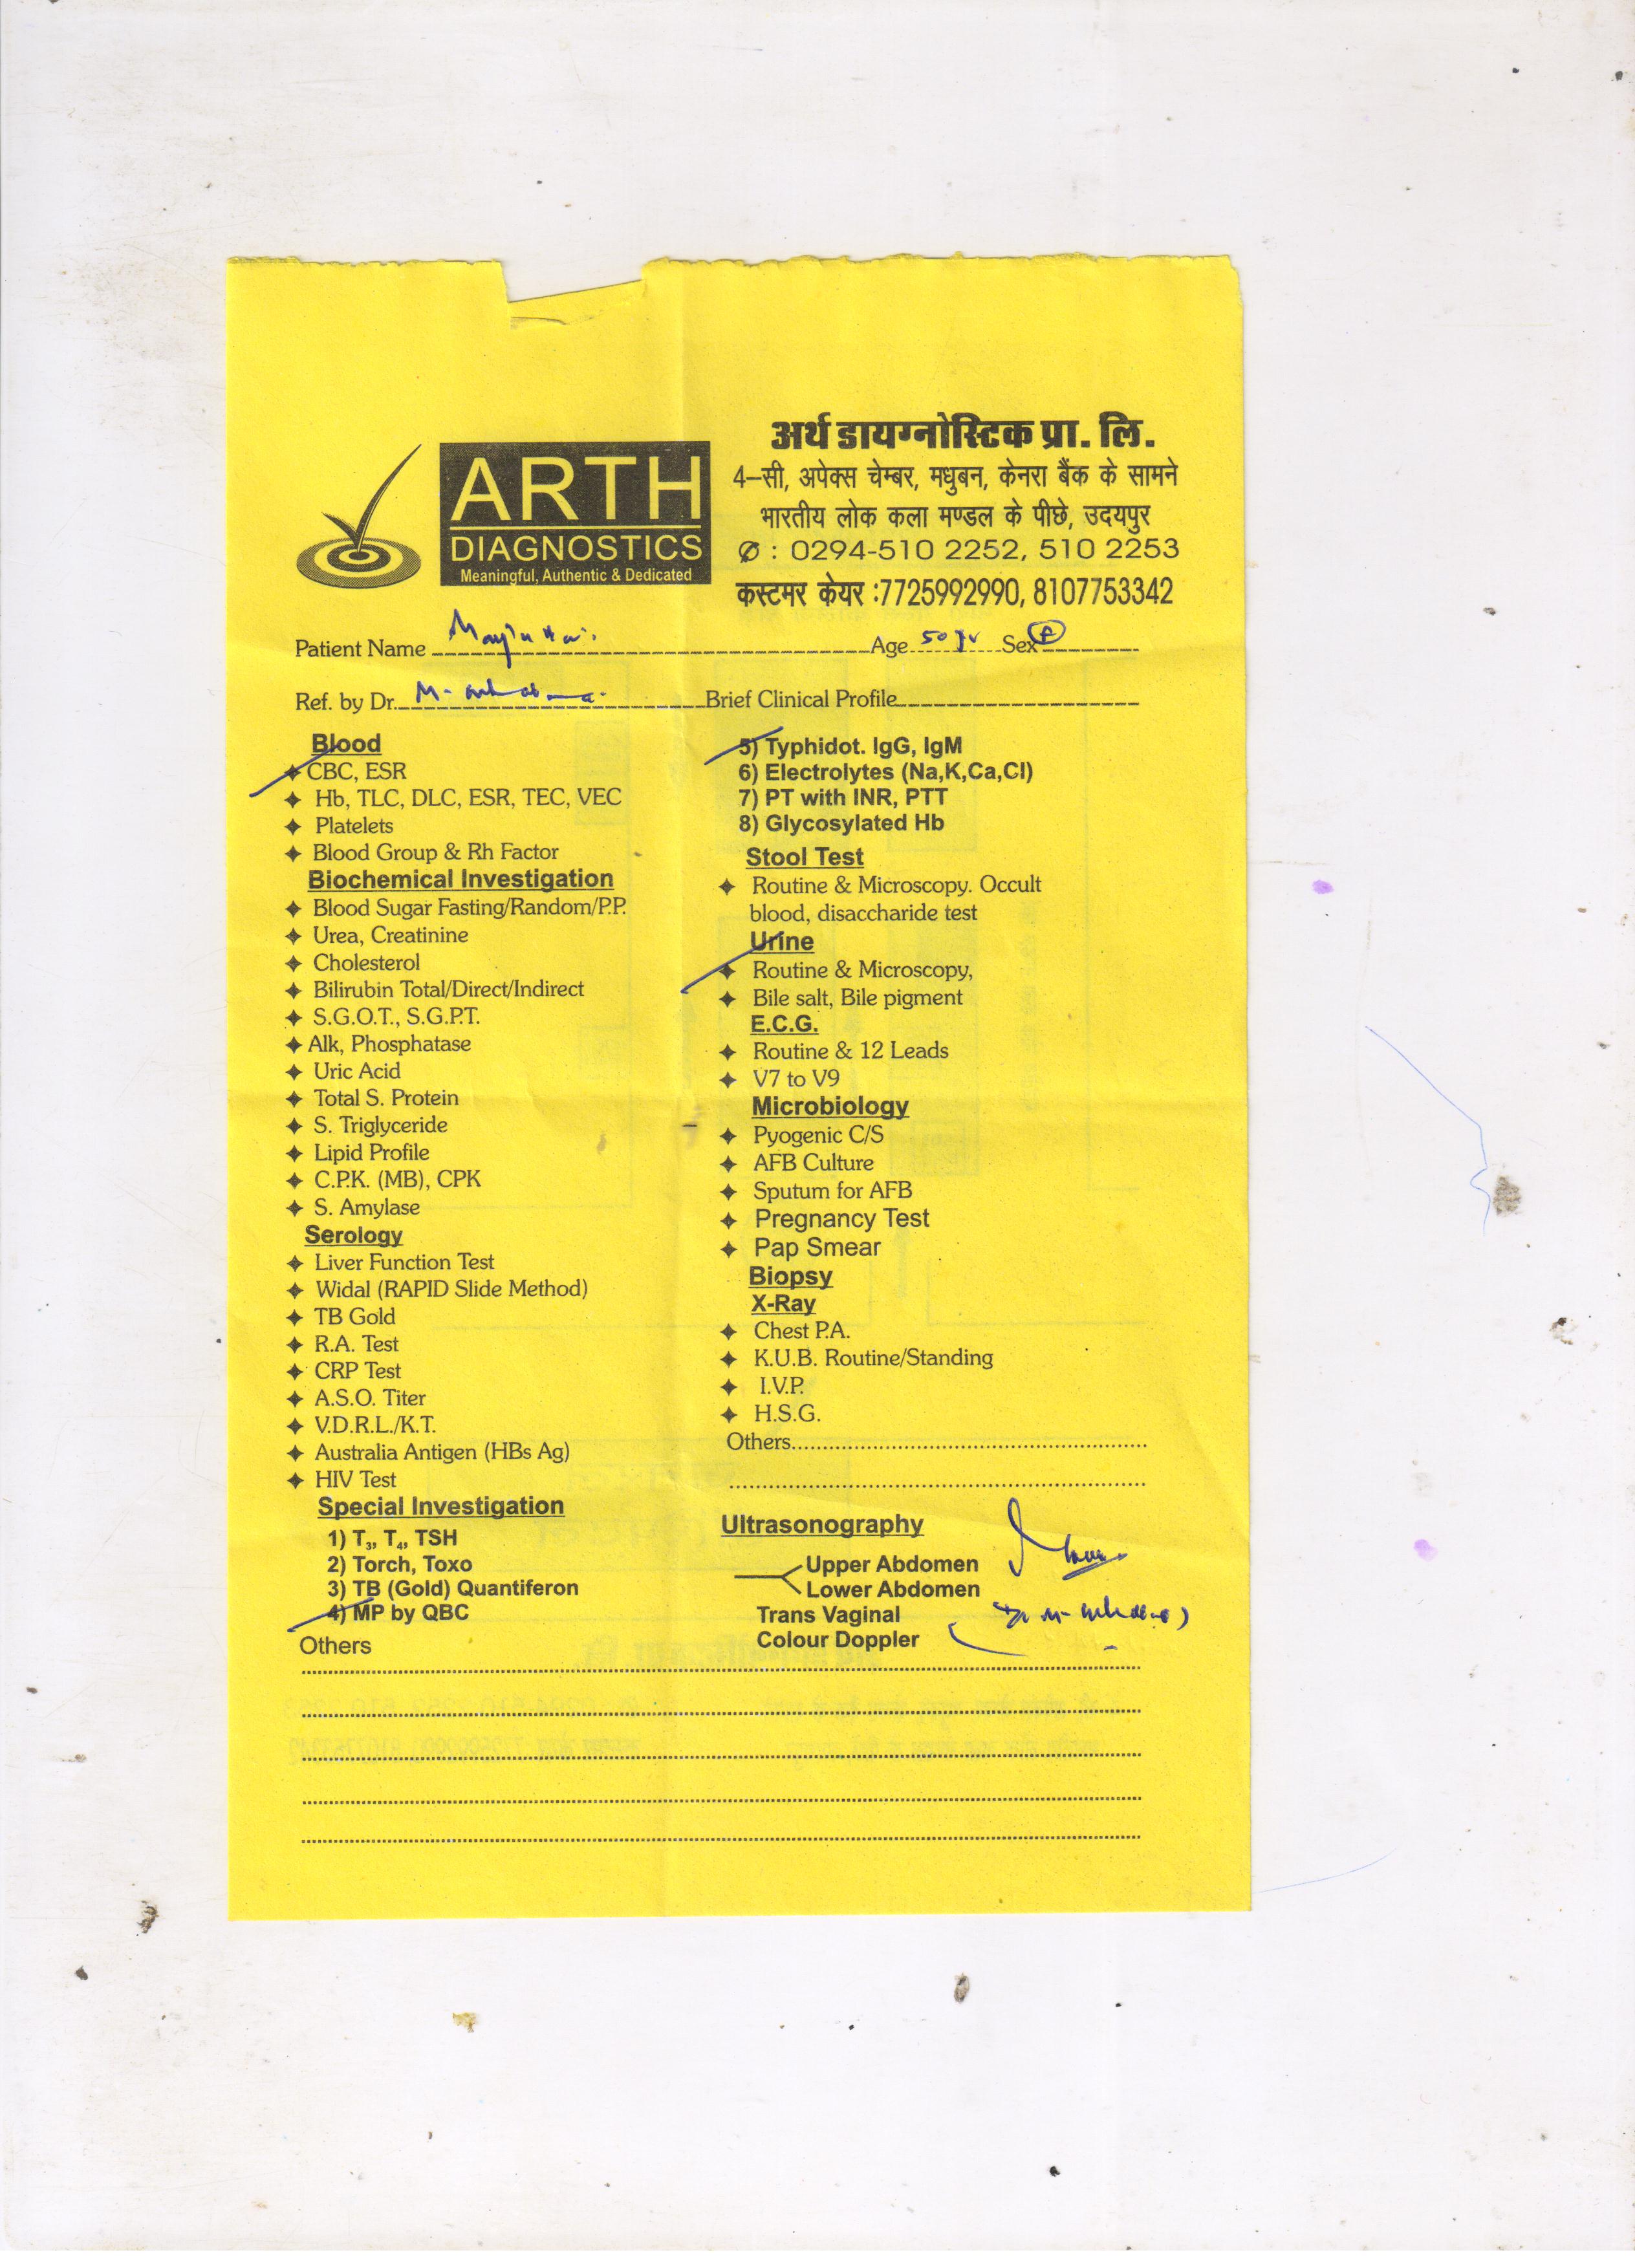 अर्थ डायग्नोस्टिक प्रा. लि.
4-सी, अपेक्स चेम्बर, मधुबन, केनरा बैंक के सामने
भारतीय लोक कला मण्डल के पीछे, उदयपुर
: 0294-510 2252, 510 2253
कस्टमर केयर :7725992990, 8107753342
ARTH
DIAGNOSTICS
Meaningful, Authentic & Dedicated
Patient Name Age 50 yr Sex F
Ref. by Dr. M- Brief Clinical Profile
Blood
CBC, ESR
Hb, TLC, DLC, ESR, TEC, VEC
Platelets
Blood Group & Rh Factor
Biochemical Investigation
Blood Sugar Fasting/Random/P.P.
Urea, Creatinine
Cholesterol
Bilirubin Total/Direct/Indirect
S.G.O.T., S.G.P.T.
Alk, Phosphatase
Uric Acid
Total S. Protein
S. Triglyceride
Lipid Profile
C.P.K. (MB), CPK
S. Amylase
Serology
Liver Function Test
Widal (RAPID Slide Method)
TB Gold
R.A. Test
CRP Test
A.S.O. Titer
V.D.R.L./K.T.
Australia Antigen (HBs Ag)
HIV Test
Special Investigation
1) T3, T4, TSH
2) Torch, Toxo
3) TB (Gold) Quantiferon
4) MP by QBC
Others
5) Typhidot. IgG, IgM
6) Electrolytes (Na,K,Ca,Cl)
7) PT with INR, PTT
8) Glycosylated Hb
Stool Test
Routine & Microscopy. Occult
blood, disaccharide test
Urine
Routine & Microscopy,
Bile salt, Bile pigment
E.C.G.
Routine & 12 Leads
V7 to V9
Microbiology
Pyogenic C/S
AFB Culture
Sputum for AFB
Pregnancy Test
Pap Smear
Biopsy
X-Ray
Chest P.A.
K.U.B. Routine/Standing
I.V.P.
H.S.G.
Others
Ultrasonography
Upper Abdomen
Lower Abdomen
Trans Vaginal
Colour Doppler